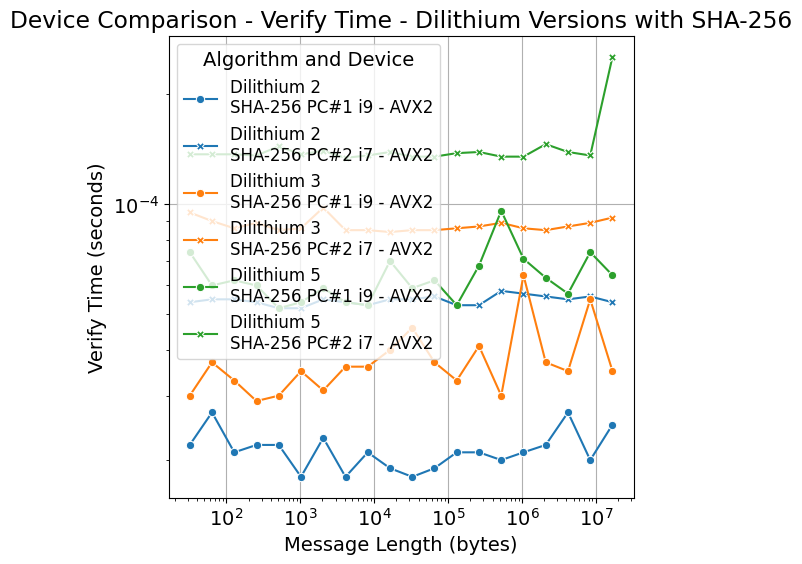 Device Comparison - Verify Time - Dilithium Versions with SHA-256
Algorithm and Device
Dilithium 2
SHA-256 PC#1 i9 - AVX2
Dilithium 2
SHA-256 PC#2 i7 - AVX2
Dilithium 3
SHA-256 PC#1 i9 - AVX2
Dilithium 3
SHA-256 PC#2 i7 - AVX2
Dilithium 5
SHA-256 PC#1 i9 - AVX2
Dilithium 5
SHA-256 PC#2 i7 - AVX2
Verify Time (seconds)
10⁻⁴
10² 10³ 10⁴ 10⁵ 10⁶ 10⁷
Message Length (bytes)